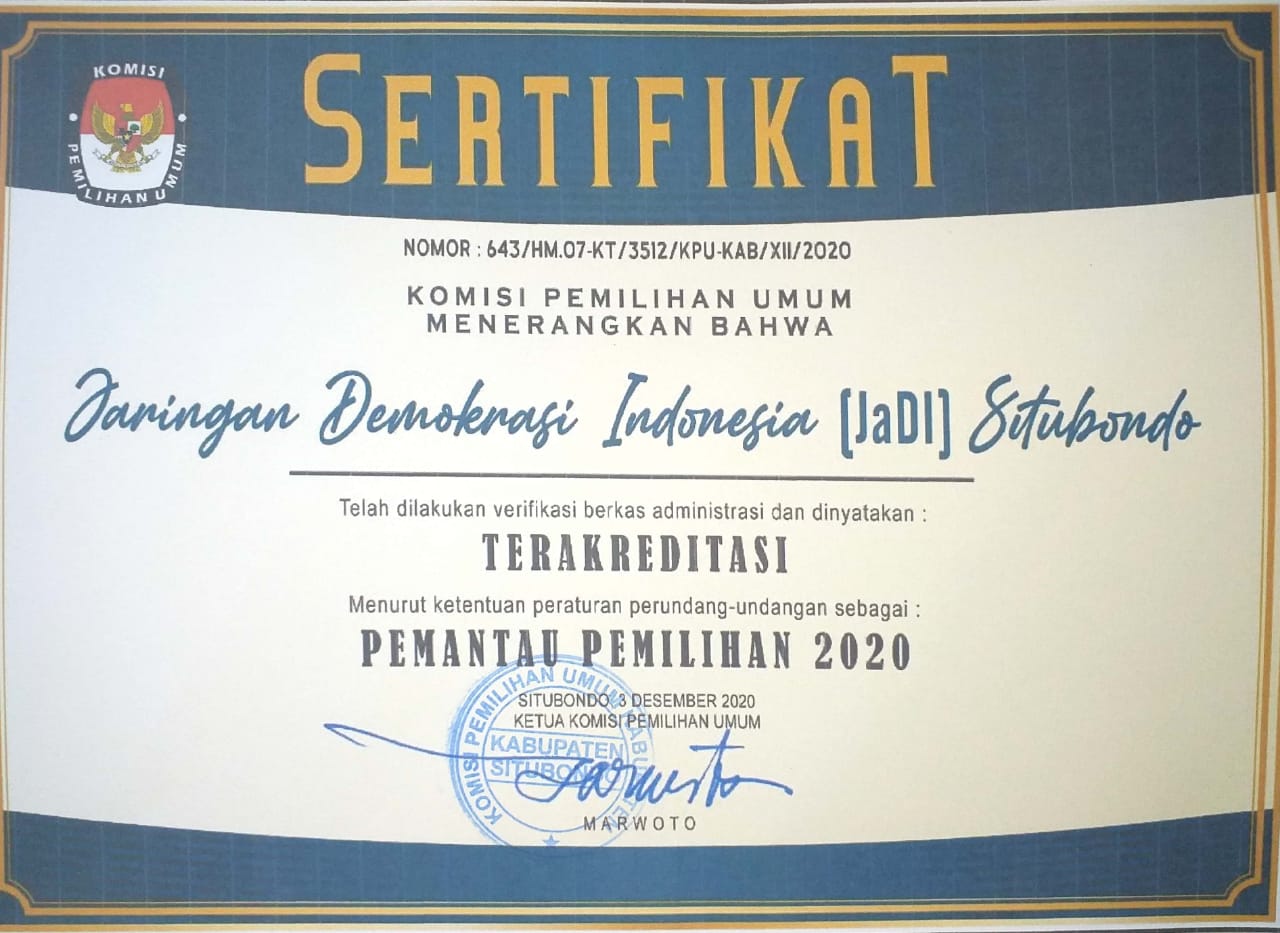 KOMISI
PEMILIHAN UMUM
SERTIFIKAT
NOMOR : 643/HM.07-KT/3512/KPU-KAB/XII/2020
KOMISI PEMILIHAN UMUM
MENERANGKAN BAHWA
Jaringan Demokrasi Indonesia [JaDI] Situbondo
Telah dilakukan verifikasi berkas administrasi dan dinyatakan :
TERAKREDITASI
Menurut ketentuan peraturan perundang-undangan sebagai :
PEMANTAU PEMILIHAN 2020
SITUBONDO, 3 DESEMBER 2020
KETUA KOMISI PEMILIHAN UMUM
KOMISI PEMILIHAN UMUM KABUPATEN
KABUPATEN
SITUBONDO
MARWOTO